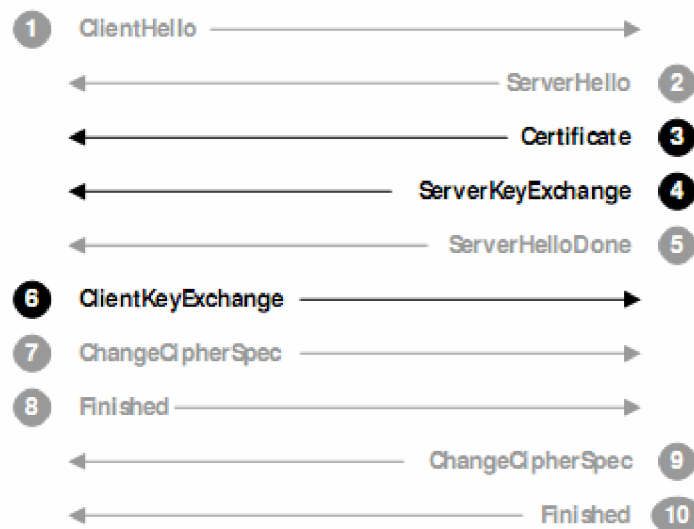 1 ClientHello
ServerHello 2
Certificate 3
ServerKeyExchange 4
ServerHelloDone 5
6 ClientKeyExchange
7 ChangeCipherSpec
8 Finished
ChangeCipherSpec 9
Finished 10